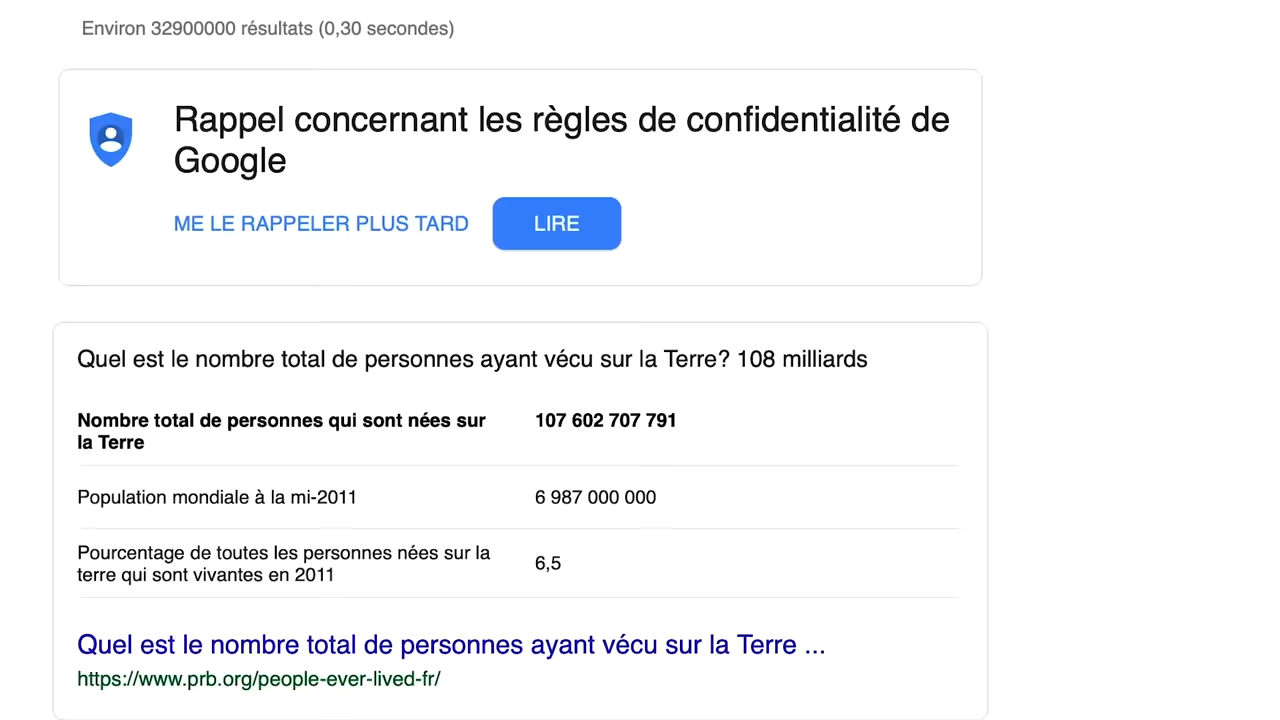 Environ 32900000 résultats (0,30 secondes)
Rappel concernant les règles de confidentialité de
Google
ME LE RAPPELER PLUS TARD
LIRE
Quel est le nombre total de personnes ayant vécu sur la Terre? 108 milliards
Nombre total de personnes qui sont nées sur
la Terre
107 602 707 791
Population mondiale à la mi-2011
6 987 000 000
Pourcentage de toutes les personnes nées sur la
terre qui sont vivantes en 2011
6,5
Quel est le nombre total de personnes ayant vécu sur la Terre ...
https://www.prb.org/people-ever-lived-fr/